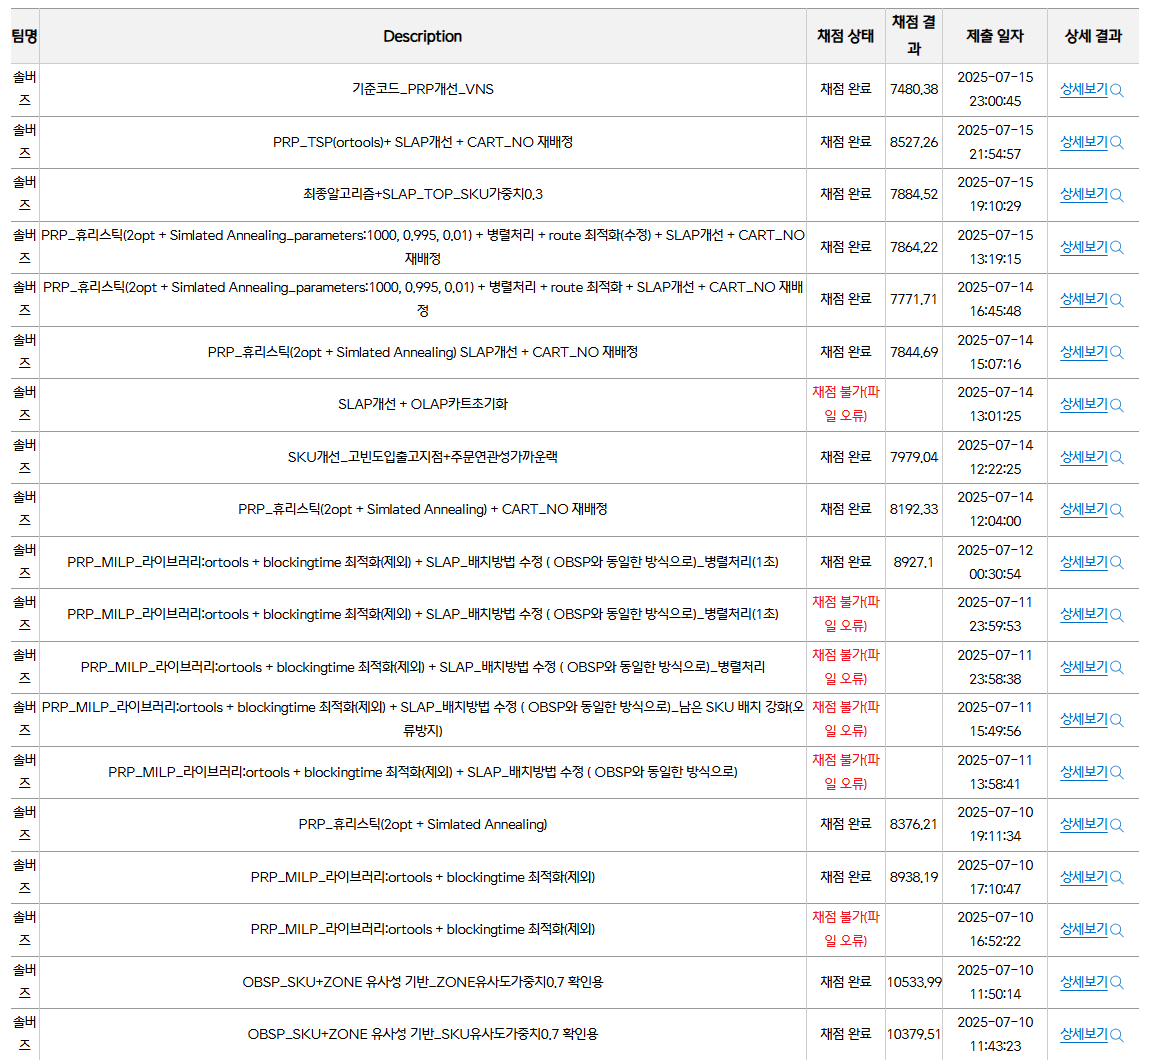 팀명 Description 채점 상태 채점 결과 제출 일자 상세 결과
솔버즈 기준코드_PRP개선_VNS 채점 완료 7480.38 2025-07-15 23:00:45 상세보기
솔버즈 PRP_TSP(ortools)+ SLAP개선 + CART_NO 재배정 채점 완료 8527.26 2025-07-15 21:54:57 상세보기
솔버즈 최종알고리즘+SLAP_TOP_SKU가중치0.3 채점 완료 7884.52 2025-07-15 19:10:29 상세보기
솔버즈 PRP_휴리스틱(2opt + Simlated Annealing_parameters:1000, 0.995, 0.01) + 병렬처리 + route 최적화(수정) + SLAP개선 + CART_NO 재배정 채점 완료 7864.22 2025-07-15 13:19:15 상세보기
솔버즈 PRP_휴리스틱(2opt + Simlated Annealing_parameters:1000, 0.995, 0.01) + 병렬처리 + route 최적화 + SLAP개선 + CART_NO 재배정 채점 완료 7771.71 2025-07-14 16:45:48 상세보기
솔버즈 PRP_휴리스틱(2opt + Simlated Annealing) SLAP개선 + CART_NO 재배정 채점 완료 7844.69 2025-07-14 15:07:16 상세보기
솔버즈 SLAP개선 + OLAP카트초기화 채점 불가(파일 오류) 2025-07-14 13:01:25 상세보기
솔버즈 SKU개선_고빈도입출고지점+주문연관성가까운랙 채점 완료 7979.04 2025-07-14 12:22:25 상세보기
솔버즈 PRP_휴리스틱(2opt + Simlated Annealing) + CART_NO 재배정 채점 완료 8192.33 2025-07-14 12:04:00 상세보기
솔버즈 PRP_MILP_라이브러리:ortools + blockingtime 최적화(제외) + SLAP_배치방법 수정 ( OBSP와 동일한 방식으로)_병렬처리(1초) 채점 완료 8927.1 2025-07-12 00:30:54 상세보기
솔버즈 PRP_MILP_라이브러리:ortools + blockingtime 최적화(제외) + SLAP_배치방법 수정 ( OBSP와 동일한 방식으로)_병렬처리(1초) 채점 불가(파일 오류) 2025-07-11 23:59:53 상세보기
솔버즈 PRP_MILP_라이브러리:ortools + blockingtime 최적화(제외) + SLAP_배치방법 수정 ( OBSP와 동일한 방식으로)_병렬처리 채점 불가(파일 오류) 2025-07-11 23:58:38 상세보기
솔버즈 PRP_MILP_라이브러리:ortools + blockingtime 최적화(제외) + SLAP_배치방법 수정 ( OBSP와 동일한 방식으로)_남은 SKU 배치 강화(오류방지) 채점 불가(파일 오류) 2025-07-11 15:49:56 상세보기
솔버즈 PRP_MILP_라이브러리:ortools + blockingtime 최적화(제외) + SLAP_배치방법 수정 ( OBSP와 동일한 방식으로) 채점 불가(파일 오류) 2025-07-11 13:58:41 상세보기
솔버즈 PRP_휴리스틱(2opt + Simlated Annealing) 채점 완료 8376.21 2025-07-10 19:11:34 상세보기
솔버즈 PRP_MILP_라이브러리:ortools + blockingtime 최적화(제외) 채점 완료 8938.19 2025-07-10 17:10:47 상세보기
솔버즈 PRP_MILP_라이브러리:ortools + blockingtime 최적화(제외) 채점 불가(파일 오류) 2025-07-10 16:52:22 상세보기
솔버즈 OBSP_SKU+ZONE 유사성 기반_ZONE유사도가중치0.7 확인용 채점 완료 10533.99 2025-07-10 11:50:14 상세보기
솔버즈 OBSP_SKU+ZONE 유사성 기반_SKU유사도가중치0.7 확인용 채점 완료 10379.51 2025-07-10 11:43:23 상세보기